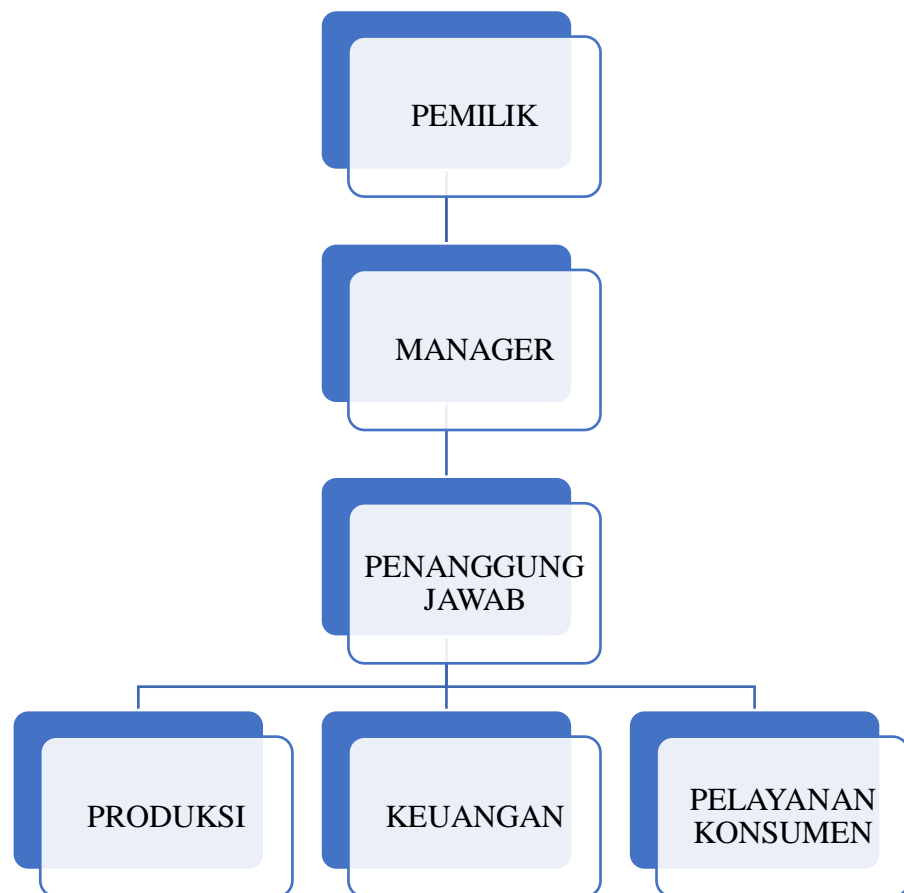 PEMILIK
MANAGER
PENANGGUNG
JAWAB
PRODUKSI
KEUANGAN
PELAYANAN
KONSUMEN